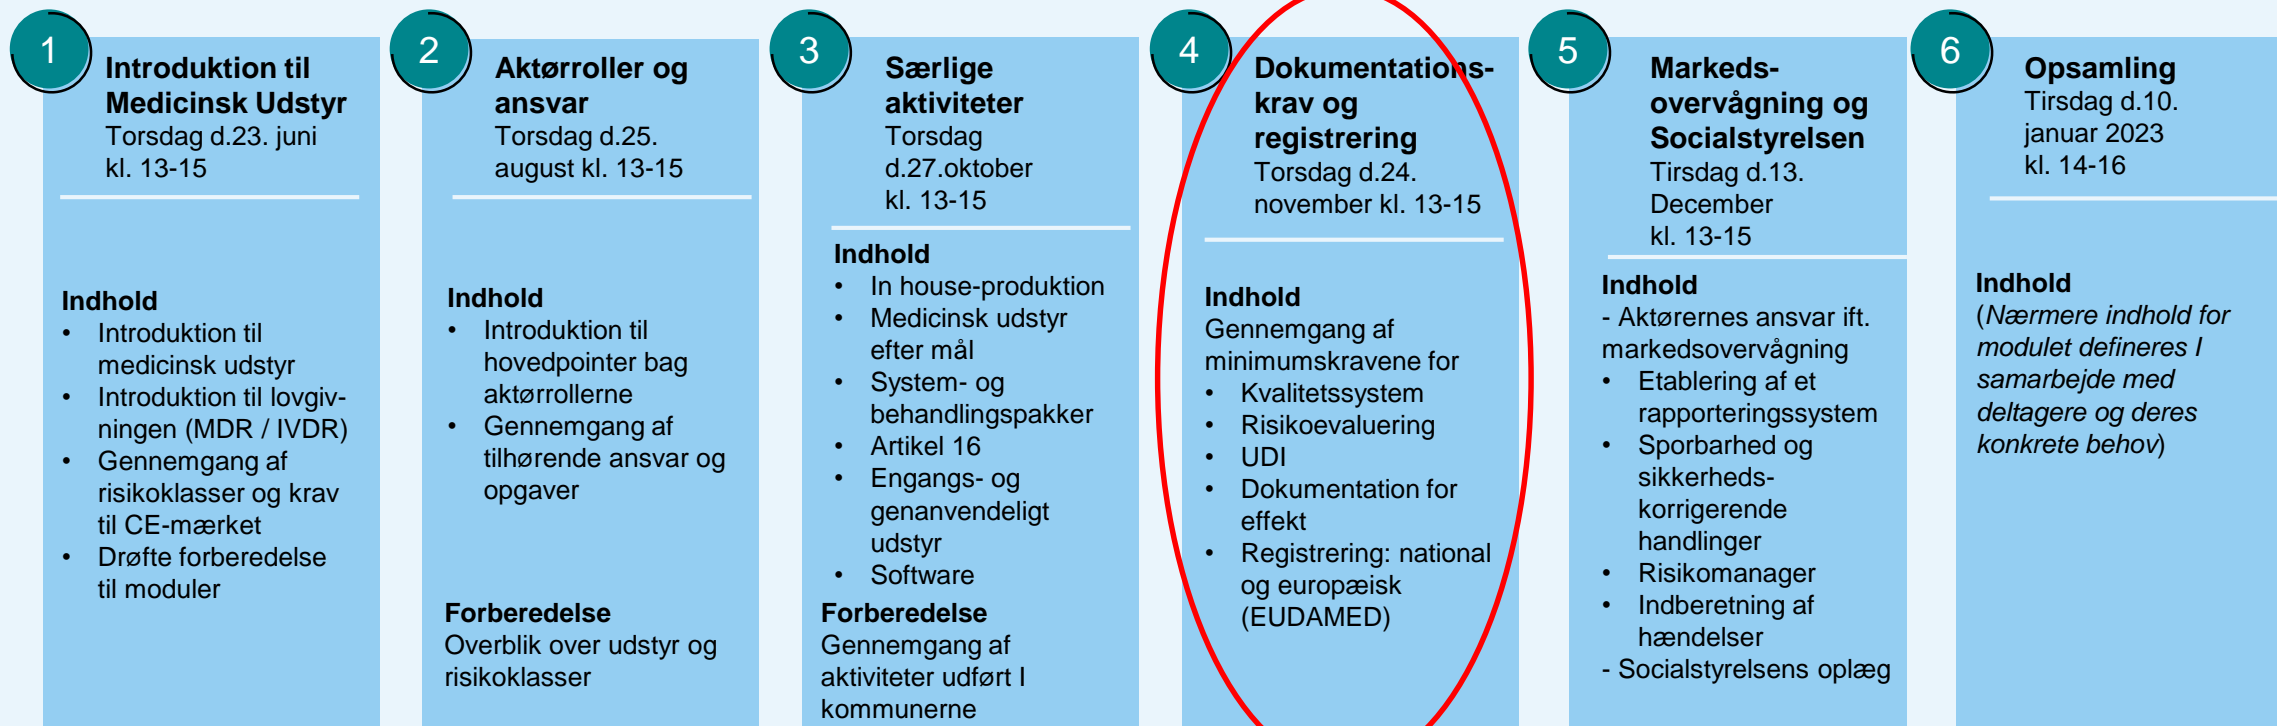 1
Introduktion til
Medicinsk Udstyr
Torsdag d.23. juni
kl. 13-15
Indhold
• Introduktion til
medicinsk udstyr
• Introduktion til lovgiv-
ningen (MDR / IVDR)
• Gennemgang af
risikoklasser og krav
til CE-mærket
• Drøfte forberedelse
til moduler
2
Aktørroller og
ansvar
Torsdag d.25.
august kl. 13-15
Indhold
• Introduktion til
hovedpointer bag
aktørrollerne
• Gennemgang af
tilhørende ansvar og
opgaver
Forberedelse
Overblik over udstyr og
risikoklasser
3
Særlige
aktiviteter
Torsdag
d.27.oktober
kl. 13-15
Indhold
• In house-produktion
• Medicinsk udstyr
efter mål
• System- og
behandlingspakker
• Artikel 16
• Engangs- og
genanvendeligt
udstyr
• Software
Forberedelse
Gennemgang af
aktiviteter udført I
kommunerne
4
Dokumentations-
krav og
registrering
Torsdag d.24.
november kl. 13-15
Indhold
Gennemgang af
minimumskravene for
• Kvalitetssystem
• Risikoevaluering
• UDI
• Dokumentation for
effekt
• Registrering: national
og europæisk
(EUDAMED)
5
Markeds-
overvågning og
Socialstyrelsen
Tirsdag d.13.
December
kl. 13-15
Indhold
- Aktørernes ansvar ift.
markedsovervågning
• Etablering af et
rapporteringssystem
• Sporbarhed og
sikkerheds-
korrigerende
handlinger
• Risikomanager
• Indberetning af
hændelser
- Socialstyrelsens oplæg
6
Opsamling
Tirsdag d.10.
januar 2023
kl. 14-16
Indhold
(Nærmere indhold for
modulet defineres I
samarbejde med
deltagere og deres
konkrete behov)